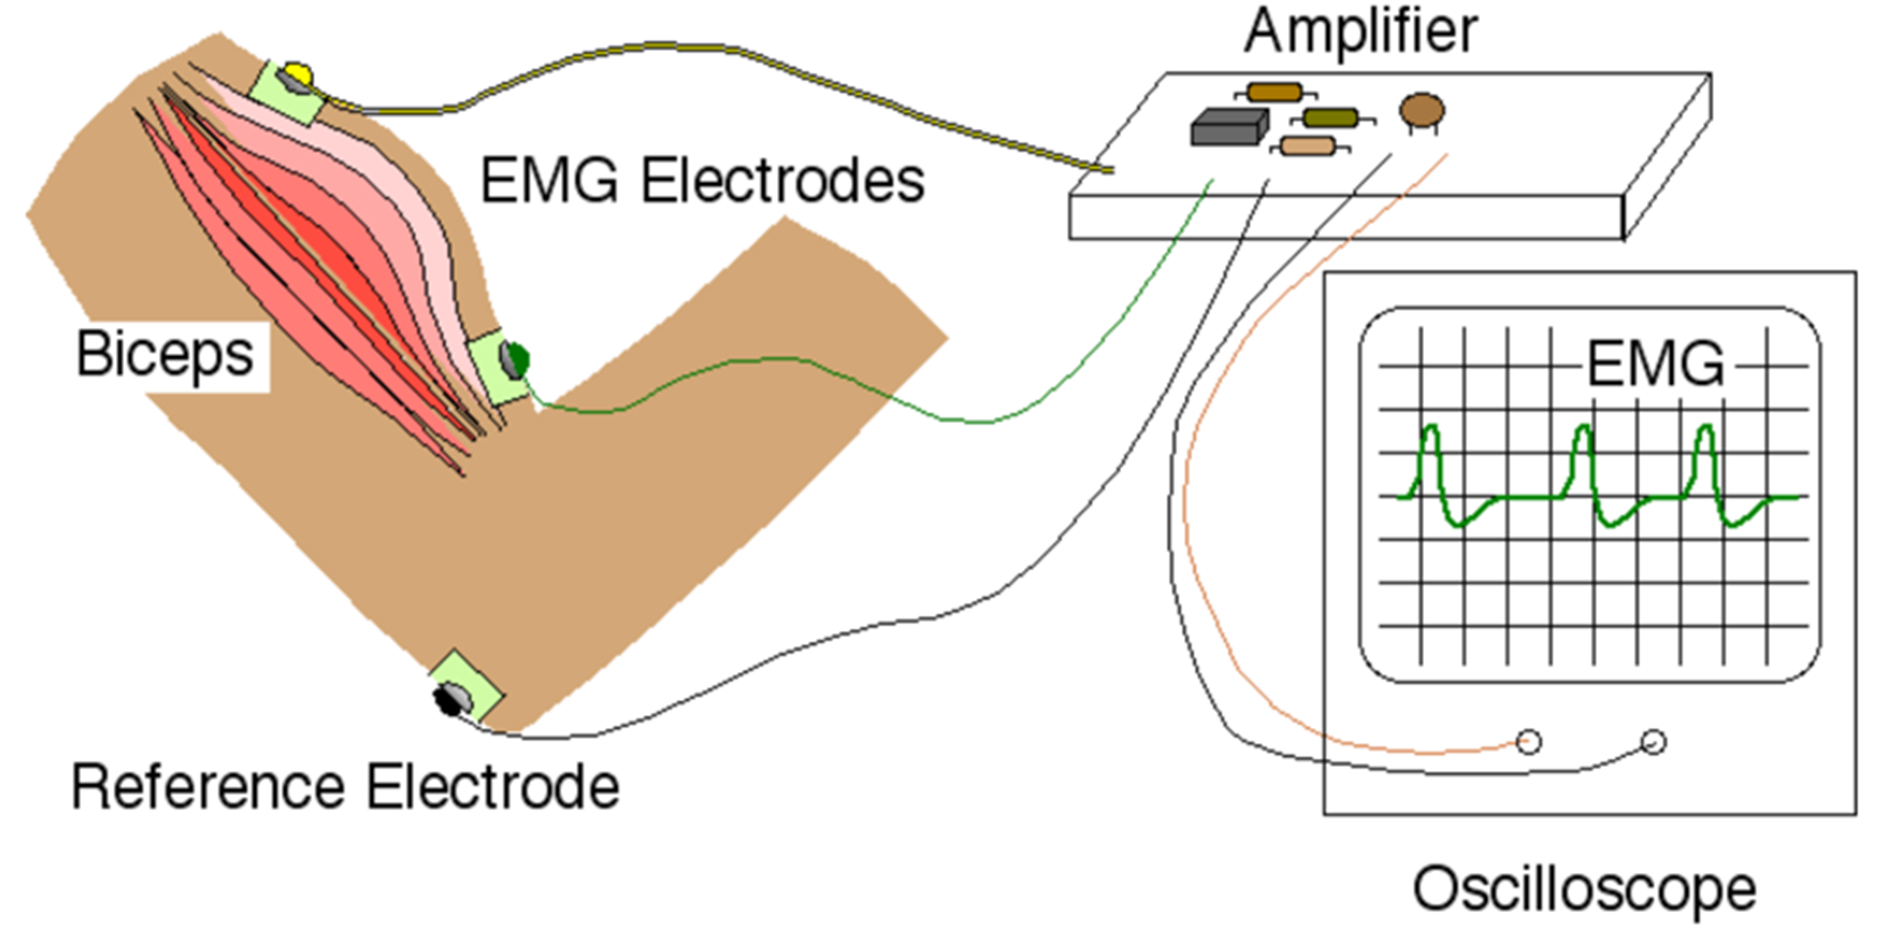 Amplifier
EMG Electrodes
Biceps
EMG
Reference Electrode
Oscilloscope